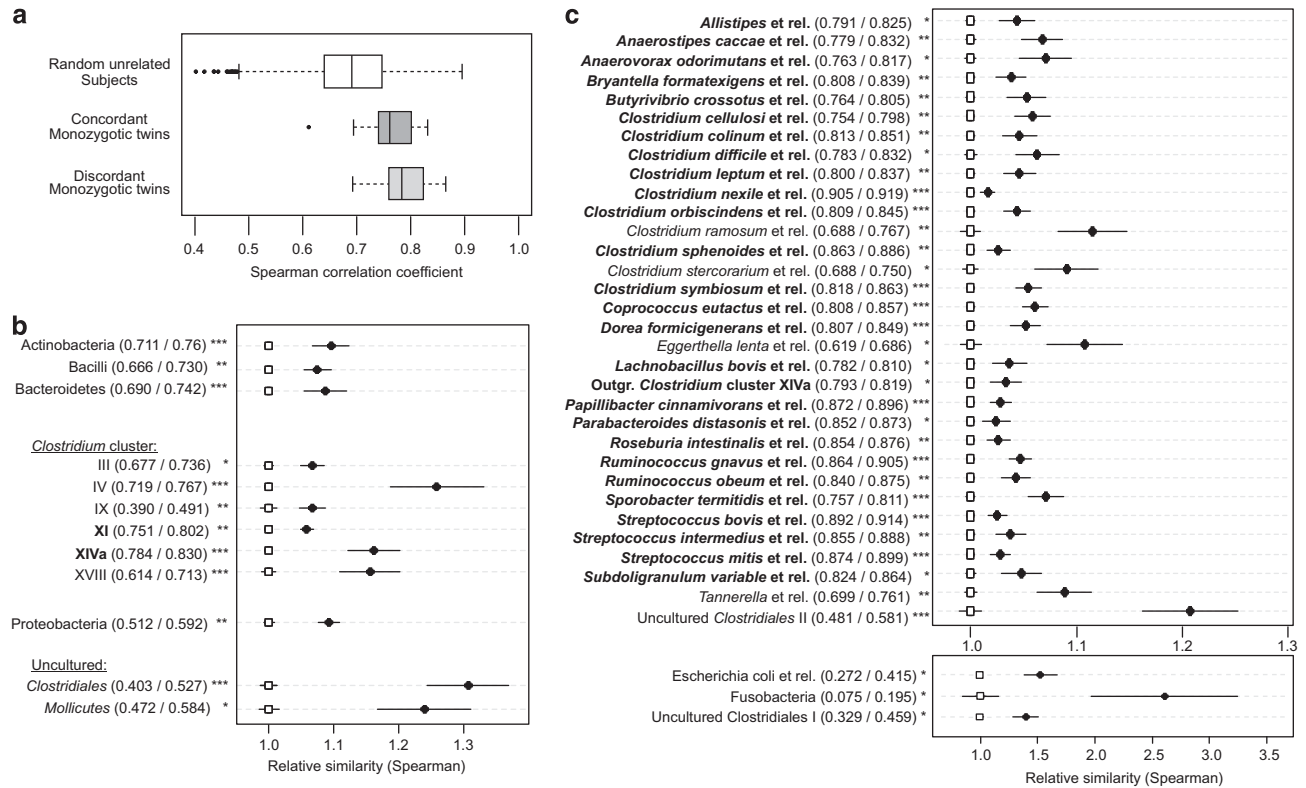 a
Random unrelated
Subjects
Concordant
Monozygotic twins
Discordant
Monozygotic twins
0.4 0.5 0.6 0.7 0.8 0.9 1.0
Spearman correlation coefficient
b
Actinobacteria (0.711 / 0.76) ***
Bacilli (0.666 / 0.730) **
Bacteroidetes (0.690 / 0.742) ***
Clostridium cluster:
III (0.677 / 0.736) *
IV (0.719 / 0.767) ***
IX (0.390 / 0.491) **
XI (0.751 / 0.802) **
XIVa (0.784 / 0.830) ***
XVIII (0.614 / 0.713) ***
Proteobacteria (0.512 / 0.592) **
Uncultured:
Clostridiales (0.403 / 0.527) ***
Mollicutes (0.472 / 0.584) *
1.0 1.1 1.2 1.3
Relative similarity (Spearman)
c
Allistipes et rel. (0.791 / 0.825) *
Anaerostipes caccae et rel. (0.779 / 0.832) **
Anaerovorax odorimutans et rel. (0.763 / 0.817) *
Bryantella formatexigens et rel. (0.808 / 0.839) **
Butyrivibrio crossotus et rel. (0.764 / 0.805) **
Clostridium cellulosi et rel. (0.754 / 0.798) **
Clostridium colinum et rel. (0.813 / 0.851) **
Clostridium difficile et rel. (0.783 / 0.832) *
Clostridium leptum et rel. (0.800 / 0.837) **
Clostridium nexile et rel. (0.905 / 0.919) ***
Clostridium orbiscindens et rel. (0.809 / 0.845) ***
Clostridium ramosum et rel. (0.688 / 0.767) **
Clostridium sphenoides et rel. (0.863 / 0.886) **
Clostridium stercorarium et rel. (0.688 / 0.750) *
Clostridium symbiosum et rel. (0.818 / 0.863) ***
Coprococcus eutactus et rel. (0.808 / 0.857) ***
Dorea formicigenerans et rel. (0.807 / 0.849) ***
Eggerthella lenta et rel. (0.619 / 0.686) *
Lachnobacillus bovis et rel. (0.782 / 0.810) *
Outgr. Clostridium cluster XIVa (0.793 / 0.819) *
Papillibacter cinnamivorans et rel. (0.872 / 0.896) ***
Parabacteroides distasonis et rel. (0.852 / 0.873) *
Roseburia intestinalis et rel. (0.854 / 0.876) **
Ruminococcus gnavus et rel. (0.864 / 0.905) ***
Ruminococcus obeum et rel. (0.840 / 0.875) **
Sporobacter termitidis et rel. (0.757 / 0.811) ***
Streptococcus bovis et rel. (0.892 / 0.914) ***
Streptococcus intermedius et rel. (0.855 / 0.888) **
Streptococcus mitis et rel. (0.874 / 0.899) ***
Subdoligranulum variable et rel. (0.824 / 0.864) *
Tannerella et rel. (0.699 / 0.761) **
Uncultured Clostridiales II (0.481 / 0.581) ***
1.0 1.1 1.2 1.3
Escherichia coli et rel. (0.272 / 0.415) *
Fusobacteria (0.075 / 0.195) *
Uncultured Clostridiales I (0.329 / 0.459) *
1.0 1.5 2.0 2.5 3.0 3.5
Relative similarity (Spearman)